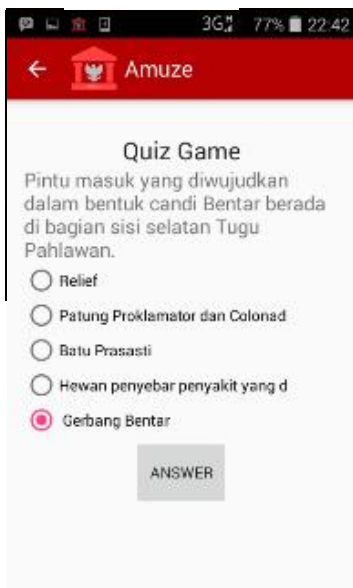 3G 77% 22:42
Amuze
Quiz Game
Pintu masuk yang diwujudkan
dalam bentuk candi Bentar berada
di bagian sisi selatan Tugu
Pahlawan.
Relief
Patung Proklamator dan Colonad
Batu Prasasti
Hewan penyebar penyakit yang d
Gerbang Bentar
ANSWER